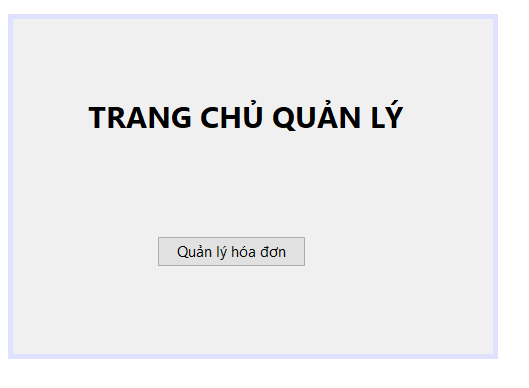 TRANG CHỦ QUẢN LÝ
Quản lý hóa đơn